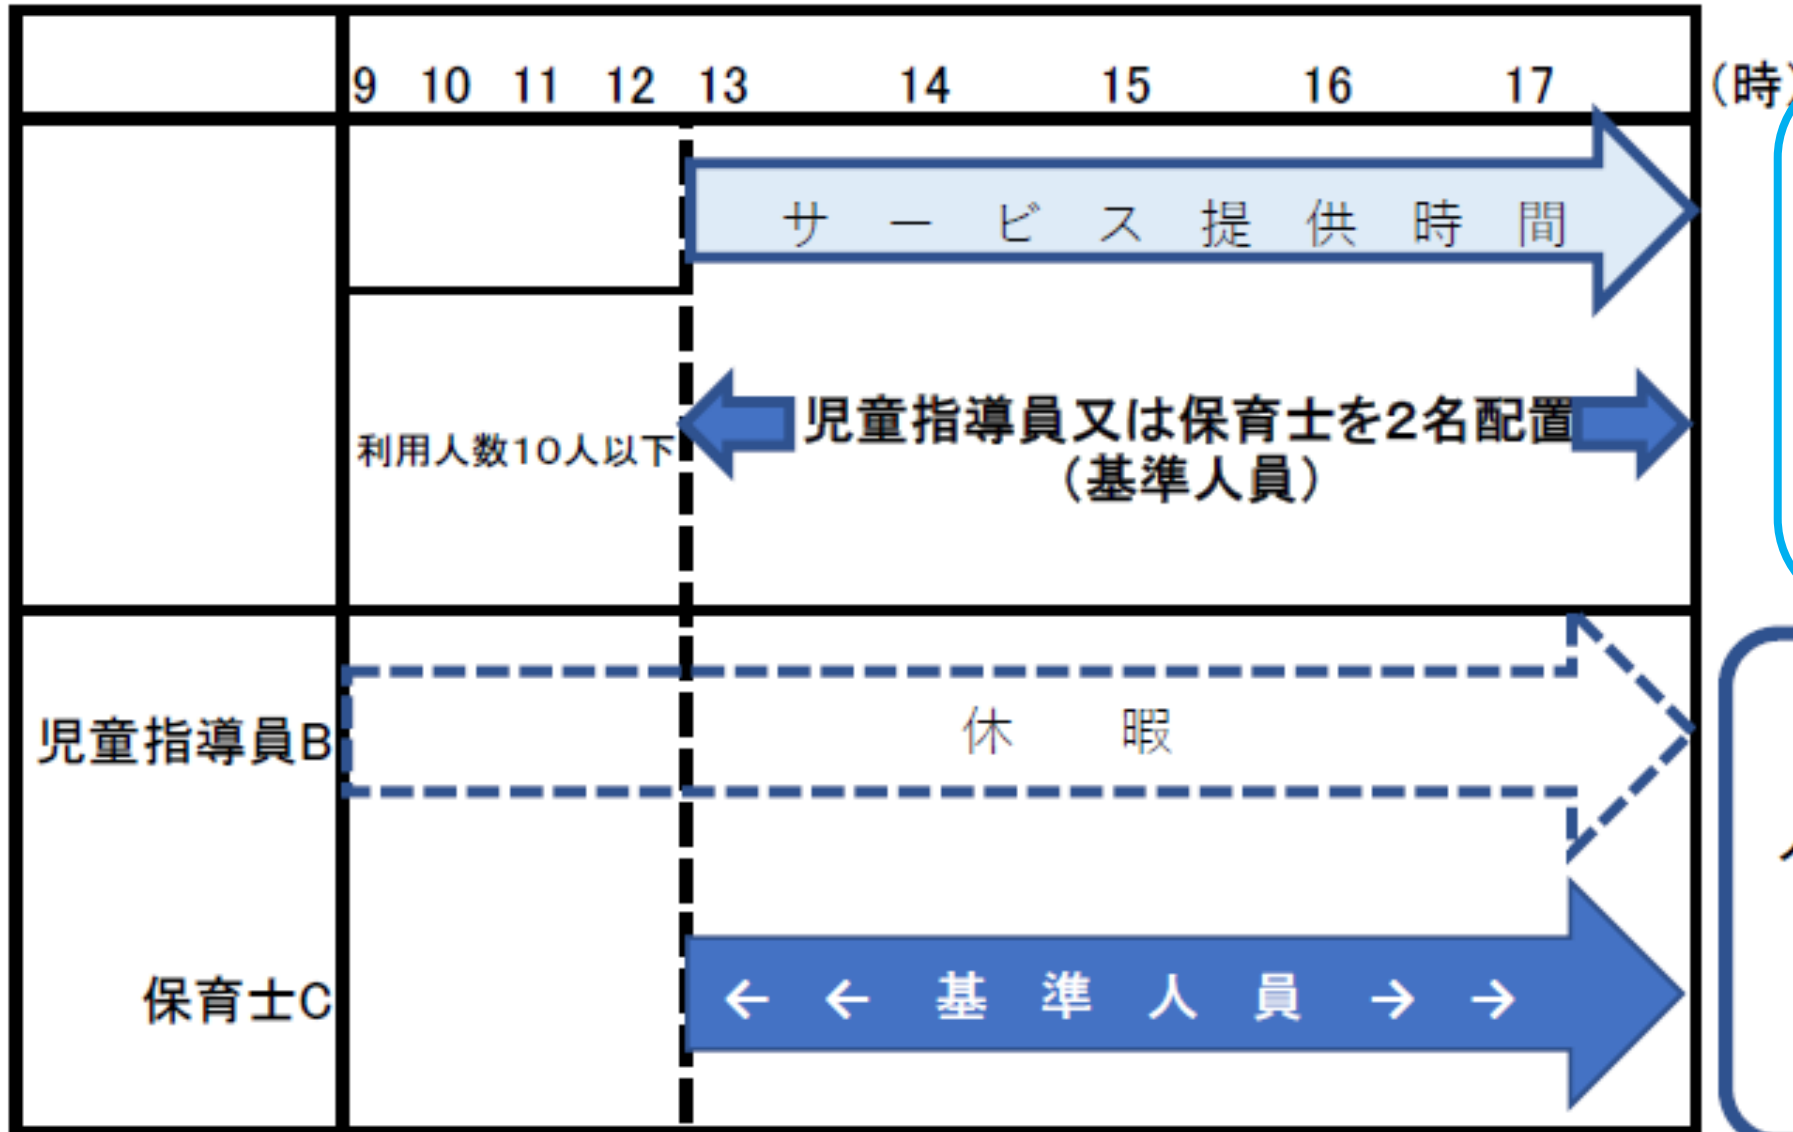 9 10 11 12 13 14 15 16 17 (時)
サービス提供時間
利用人数10人以下
児童指導員又は保育士を2名配置
(基準人員)
児童指導員B
休暇
保育士C
← ← 基準人員 → →